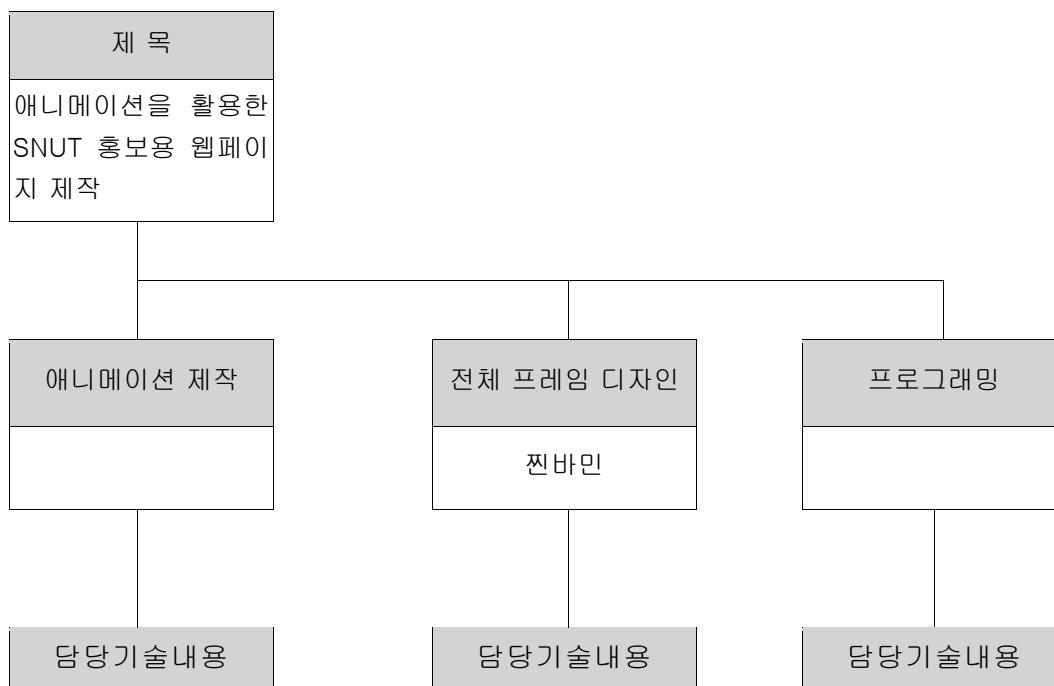 제 목
애니메이션을 활용한
SNUT 홍보용 웹페이
지 제작
애니메이션 제작
전체 프레임 디자인
프로그래밍
찐바민
담당기술내용
담당기술내용
담당기술내용